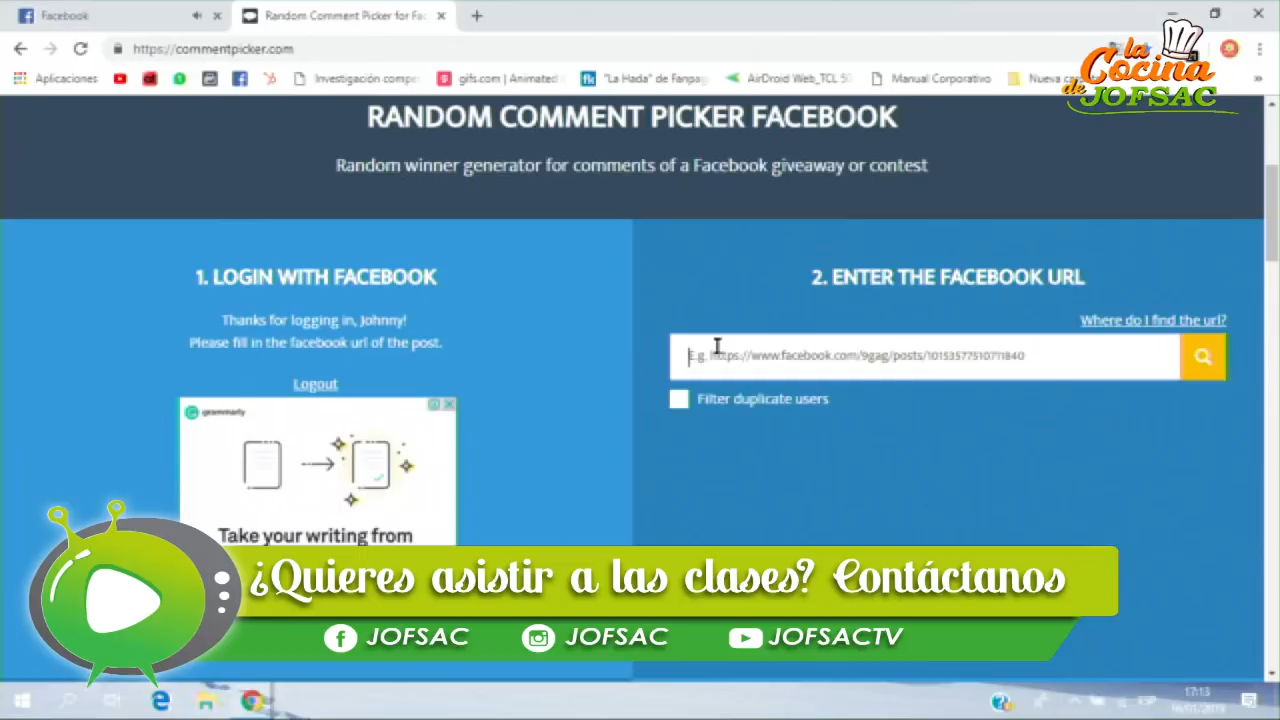 Facebook
Random Comment Picker for Fac
https://commentpicker.com
Aplicaciones
Investigación compe
gifs.com | Animated
"La Hada" de Fanpag
AirDroid Web_TCL 50
Manual Corporativo
Nueva
la
Cocina
de JOFSAC
RANDOM COMMENT PICKER FACEBOOK
Random winner generator for comments of a Facebook giveaway or contest
1. LOGIN WITH FACEBOOK
Thanks for logging in, Johnny!
Please fill in the facebook url of the post.
Logout
grammarly
Take your writing from
2. ENTER THE FACEBOOK URL
Where do I find the url?
E.g. https://www.facebook.com/9gag/posts/10153577510711840
Filter duplicate users
¿Quieres asistir a las clases? Contáctanos
JOFSAC JOFSAC JOFSACTV
17:13